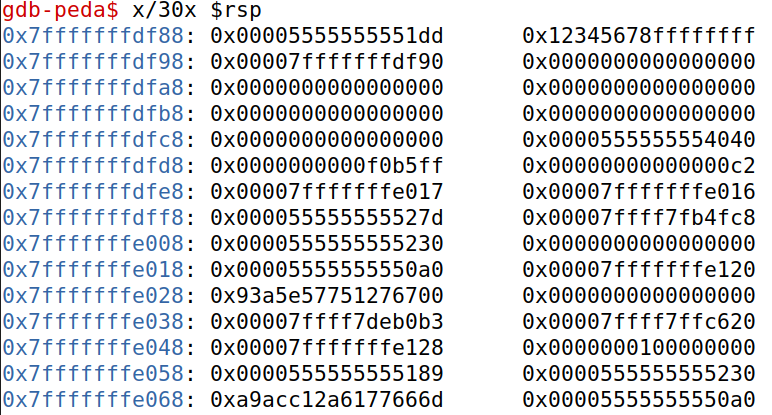 gdb-peda$ x/30x $rsp
0x7fffffffdf88: 0x00005555555551dd 0x12345678ffffffff
0x7fffffffdf98: 0x00007fffffffdf90 0x0000000000000000
0x7fffffffdfa8: 0x0000000000000000 0x0000000000000000
0x7fffffffdfb8: 0x0000000000000000 0x0000000000000000
0x7fffffffdfc8: 0x0000000000000000 0x0000555555554040
0x7fffffffdfd8: 0x0000000000f0b5ff 0x00000000000000c2
0x7fffffffdfe8: 0x00007fffffffe017 0x00007fffffffe016
0x7fffffffdff8: 0x000055555555527d 0x00007ffff7fb4fc8
0x7fffffffe008: 0x0000555555555230 0x0000000000000000
0x7fffffffe018: 0x00005555555550a0 0x00007fffffffe120
0x7fffffffe028: 0x93a5e57751276700 0x0000000000000000
0x7fffffffe038: 0x00007ffff7deb0b3 0x00007ffff7ffc620
0x7fffffffe048: 0x00007fffffffe128 0x0000000100000000
0x7fffffffe058: 0x0000555555555189 0x0000555555555230
0x7fffffffe068: 0xa9acc12a6177666d 0x00005555555550a0